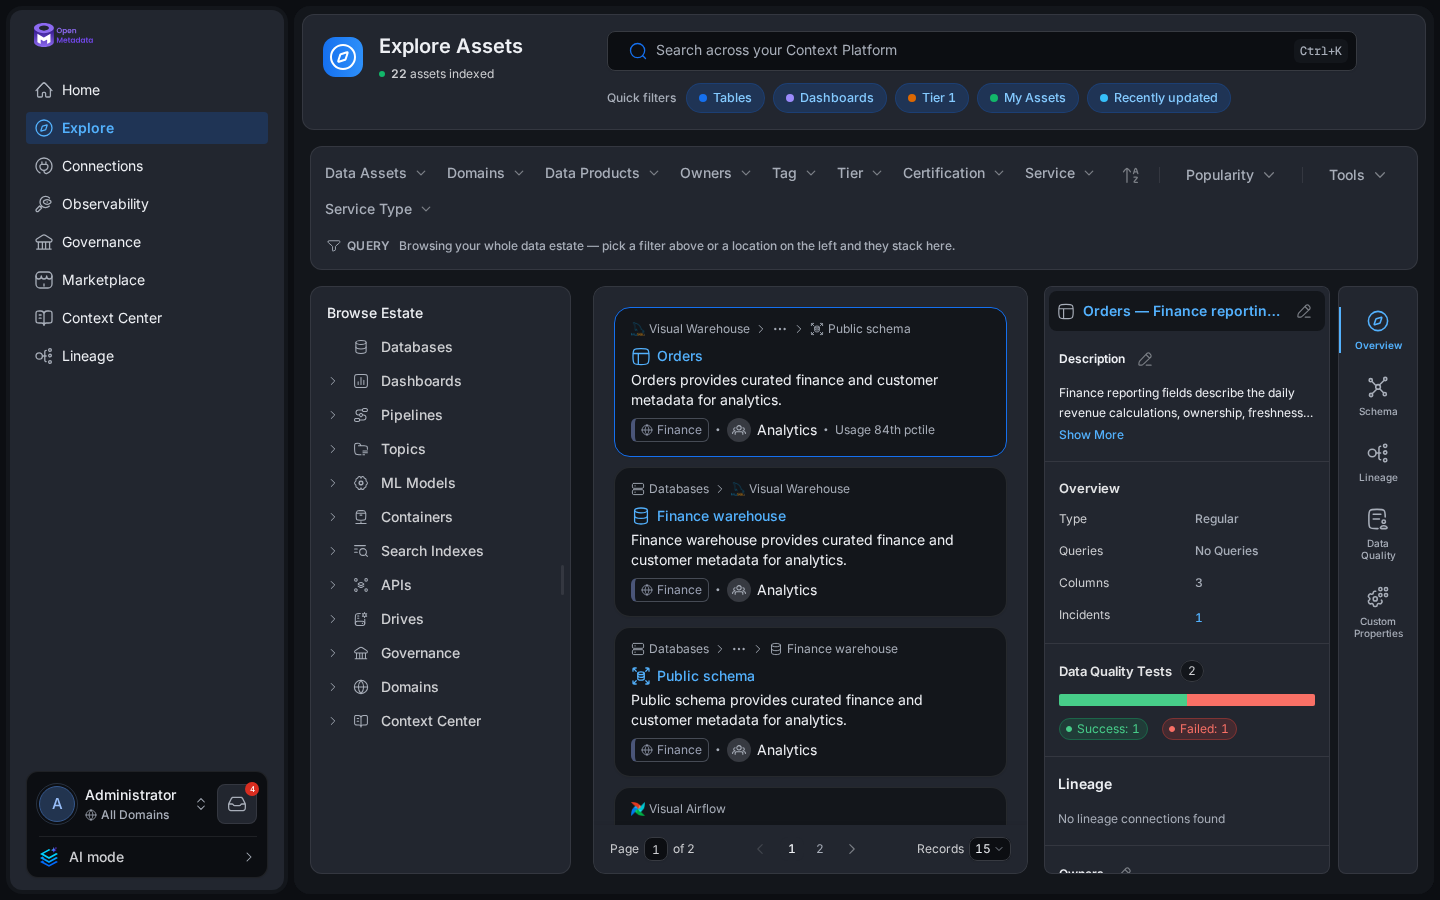 Open
Metadata
Home
Explore
Connections
Observability
Governance
Marketplace
Context Center
Lineage
A
Administrator
All Domains
4
AI mode
Explore Assets
22 assets indexed
Search across your Context Platform
Ctrl+K
Quick filters
Tables
Dashboards
Tier 1
My Assets
Recently updated
Data Assets
Domains
Data Products
Owners
Tag
Tier
Certification
Service
Service Type
Popularity
Tools
QUERY Browsing your whole data estate — pick a filter above or a location on the left and they stack here.
Browse Estate
Databases
Dashboards
Pipelines
Topics
ML Models
Containers
Search Indexes
APIs
Drives
Governance
Domains
Context Center
Visual Warehouse > ··· > Public schema
Orders
Orders provides curated finance and customer
metadata for analytics.
Finance • Analytics • Usage 84th pctile
Databases > Visual Warehouse
Finance warehouse
Finance warehouse provides curated finance and
customer metadata for analytics.
Finance • Analytics
Databases > ··· > Finance warehouse
Public schema
Public schema provides curated finance and
customer metadata for analytics.
Finance • Analytics
Visual Airflow
Page 1 of 2
1 2
Records 15
Orders — Finance reportin...
Description
Finance reporting fields describe the daily
revenue calculations, ownership, freshness...
Show More
Overview
Type Regular
Queries No Queries
Columns 3
Incidents 1
Data Quality Tests 2
Success: 1
Failed: 1
Lineage
No lineage connections found
Owners
Overview
Schema
Lineage
Data
Quality
Custom
Properties